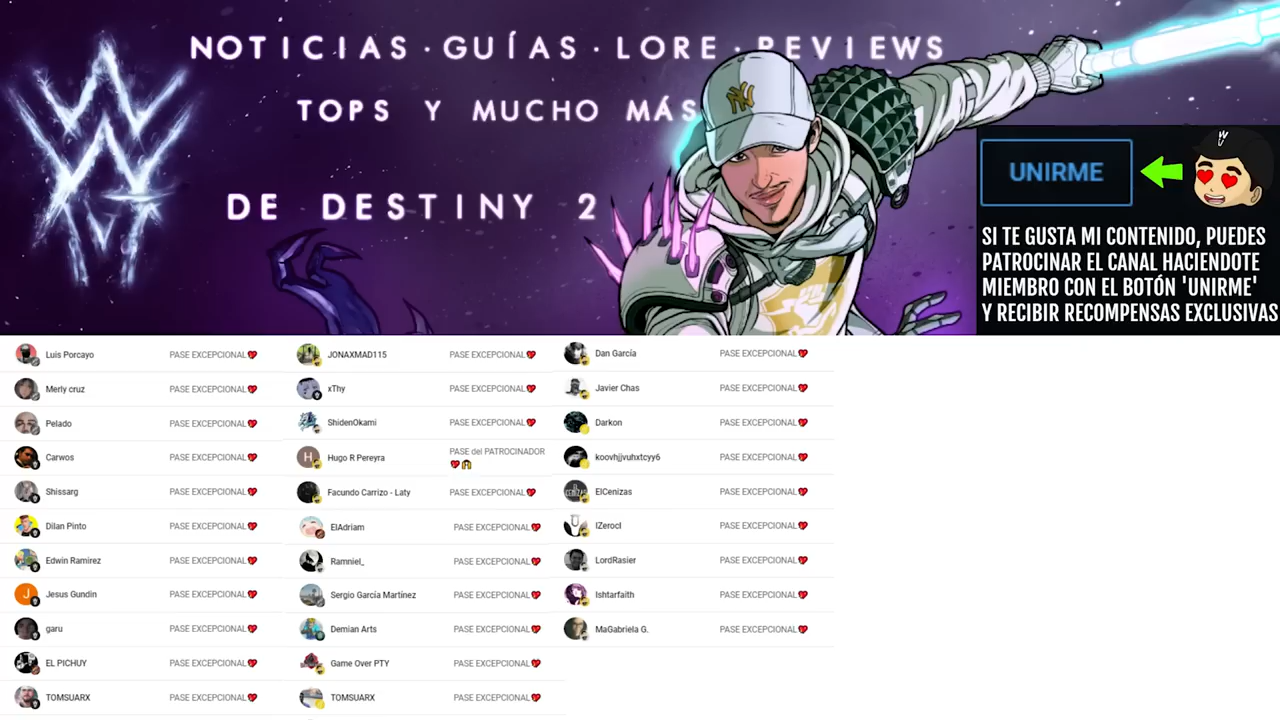 NOTICIAS · GUÍAS · LORE · REVIEWS
TOPS Y MUCHO MÁS
DE DESTINY 2
NY
UNIRME
SI TE GUSTA MI CONTENIDO, PUEDES
PATROCINAR EL CANAL HACIENDOTE
MIEMBRO CON EL BOTÓN 'UNIRME'
Y RECIBIR RECOMPENSAS EXCLUSIVAS
Luis Porcayo PASE EXCEPCIONAL
Merly cruz PASE EXCEPCIONAL
Pelado PASE EXCEPCIONAL
Carwos PASE EXCEPCIONAL
Shissarg PASE EXCEPCIONAL
Dilan Pinto PASE EXCEPCIONAL
Edwin Ramirez PASE EXCEPCIONAL
J Jesus Gundin PASE EXCEPCIONAL
garu PASE EXCEPCIONAL
EL PICHUY PASE EXCEPCIONAL
TOMSUARX PASE EXCEPCIONAL
JONAXMAD115 PASE EXCEPCIONAL
xThy PASE EXCEPCIONAL
ShidenOkami PASE EXCEPCIONAL
H Hugo R Pereyra PASE del PATROCINADOR
Facundo Carrizo - Laty PASE EXCEPCIONAL
ElAdriam PASE EXCEPCIONAL
Ramniel_ PASE EXCEPCIONAL
Sergio García Martínez PASE EXCEPCIONAL
Demian Arts PASE EXCEPCIONAL
Game Over PTY PASE EXCEPCIONAL
TOMSUARX PASE EXCEPCIONAL
Dan García PASE EXCEPCIONAL
Javier Chas PASE EXCEPCIONAL
Darkon PASE EXCEPCIONAL
koovhjjvuhxtcyy6 PASE EXCEPCIONAL
ElCenizas PASE EXCEPCIONAL
IZerocI PASE EXCEPCIONAL
LordRasier PASE EXCEPCIONAL
Ishtarfaith PASE EXCEPCIONAL
MaGabriela G. PASE EXCEPCIONAL